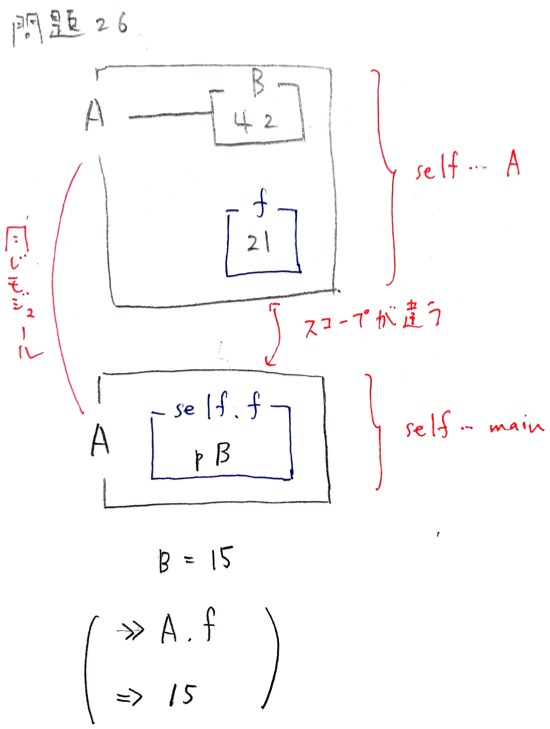 問題 26
B
A
42
self … A
f
21
同じモジュール
スコープが違う
self.f
A
p B
self … main
B = 15
>> A.f
=> 15